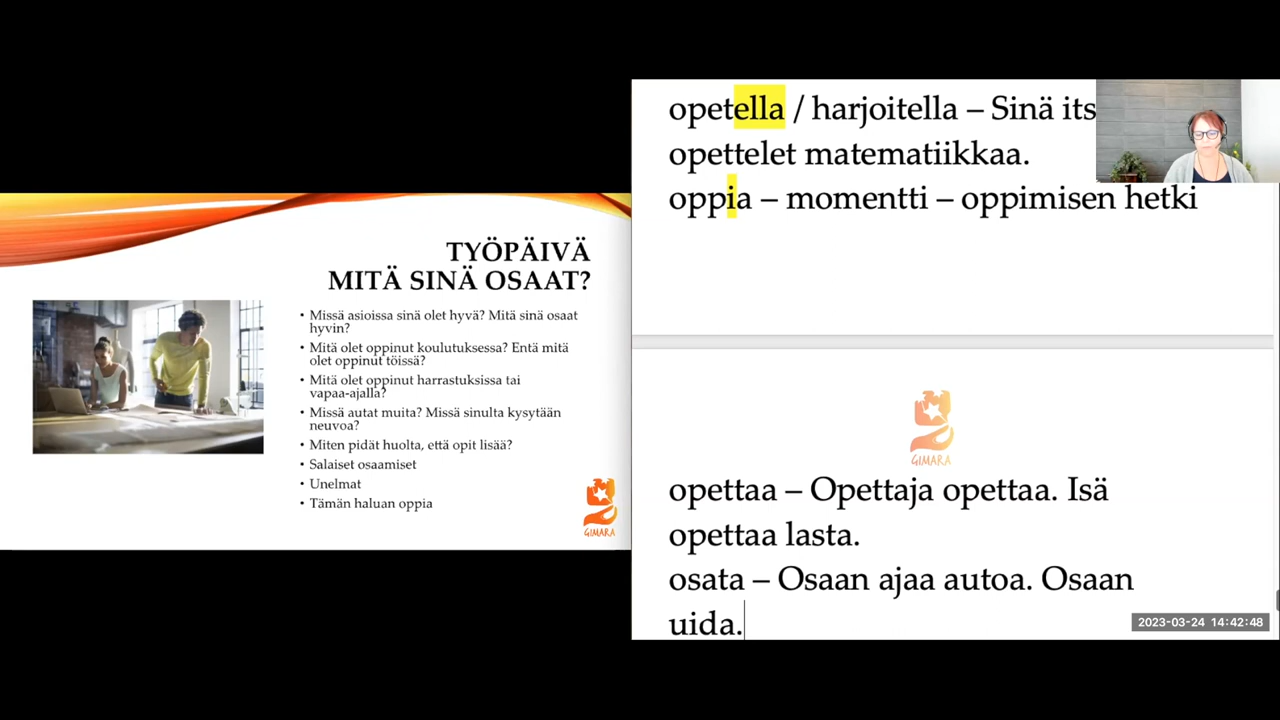 TYÖPÄIVÄ
MITÄ SINÄ OSAAT?
• Missä asioissa sinä olet hyvä? Mitä sinä osaat
hyvin?
• Mitä olet oppinut koulutuksessa? Entä mitä
olet oppinut töissä?
• Mitä olet oppinut harrastuksissa tai
vapaa-ajalla?
• Missä autat muita? Missä sinulta kysytään
neuvoa?
• Miten pidät huolta, että opit lisää?
• Salaiset osaamiset
• Unelmat
• Tämän haluan oppia
GIMARA
opetella / harjoitella – Sinä its
opettelet matematiikkaa.
oppia – momentti – oppimisen hetki
GIMARA
opettaa – Opettaja opettaa. Isä
opettaa lasta.
osata – Osaan ajaa autoa. Osaan
uida.
2023-03-24 14:42:48